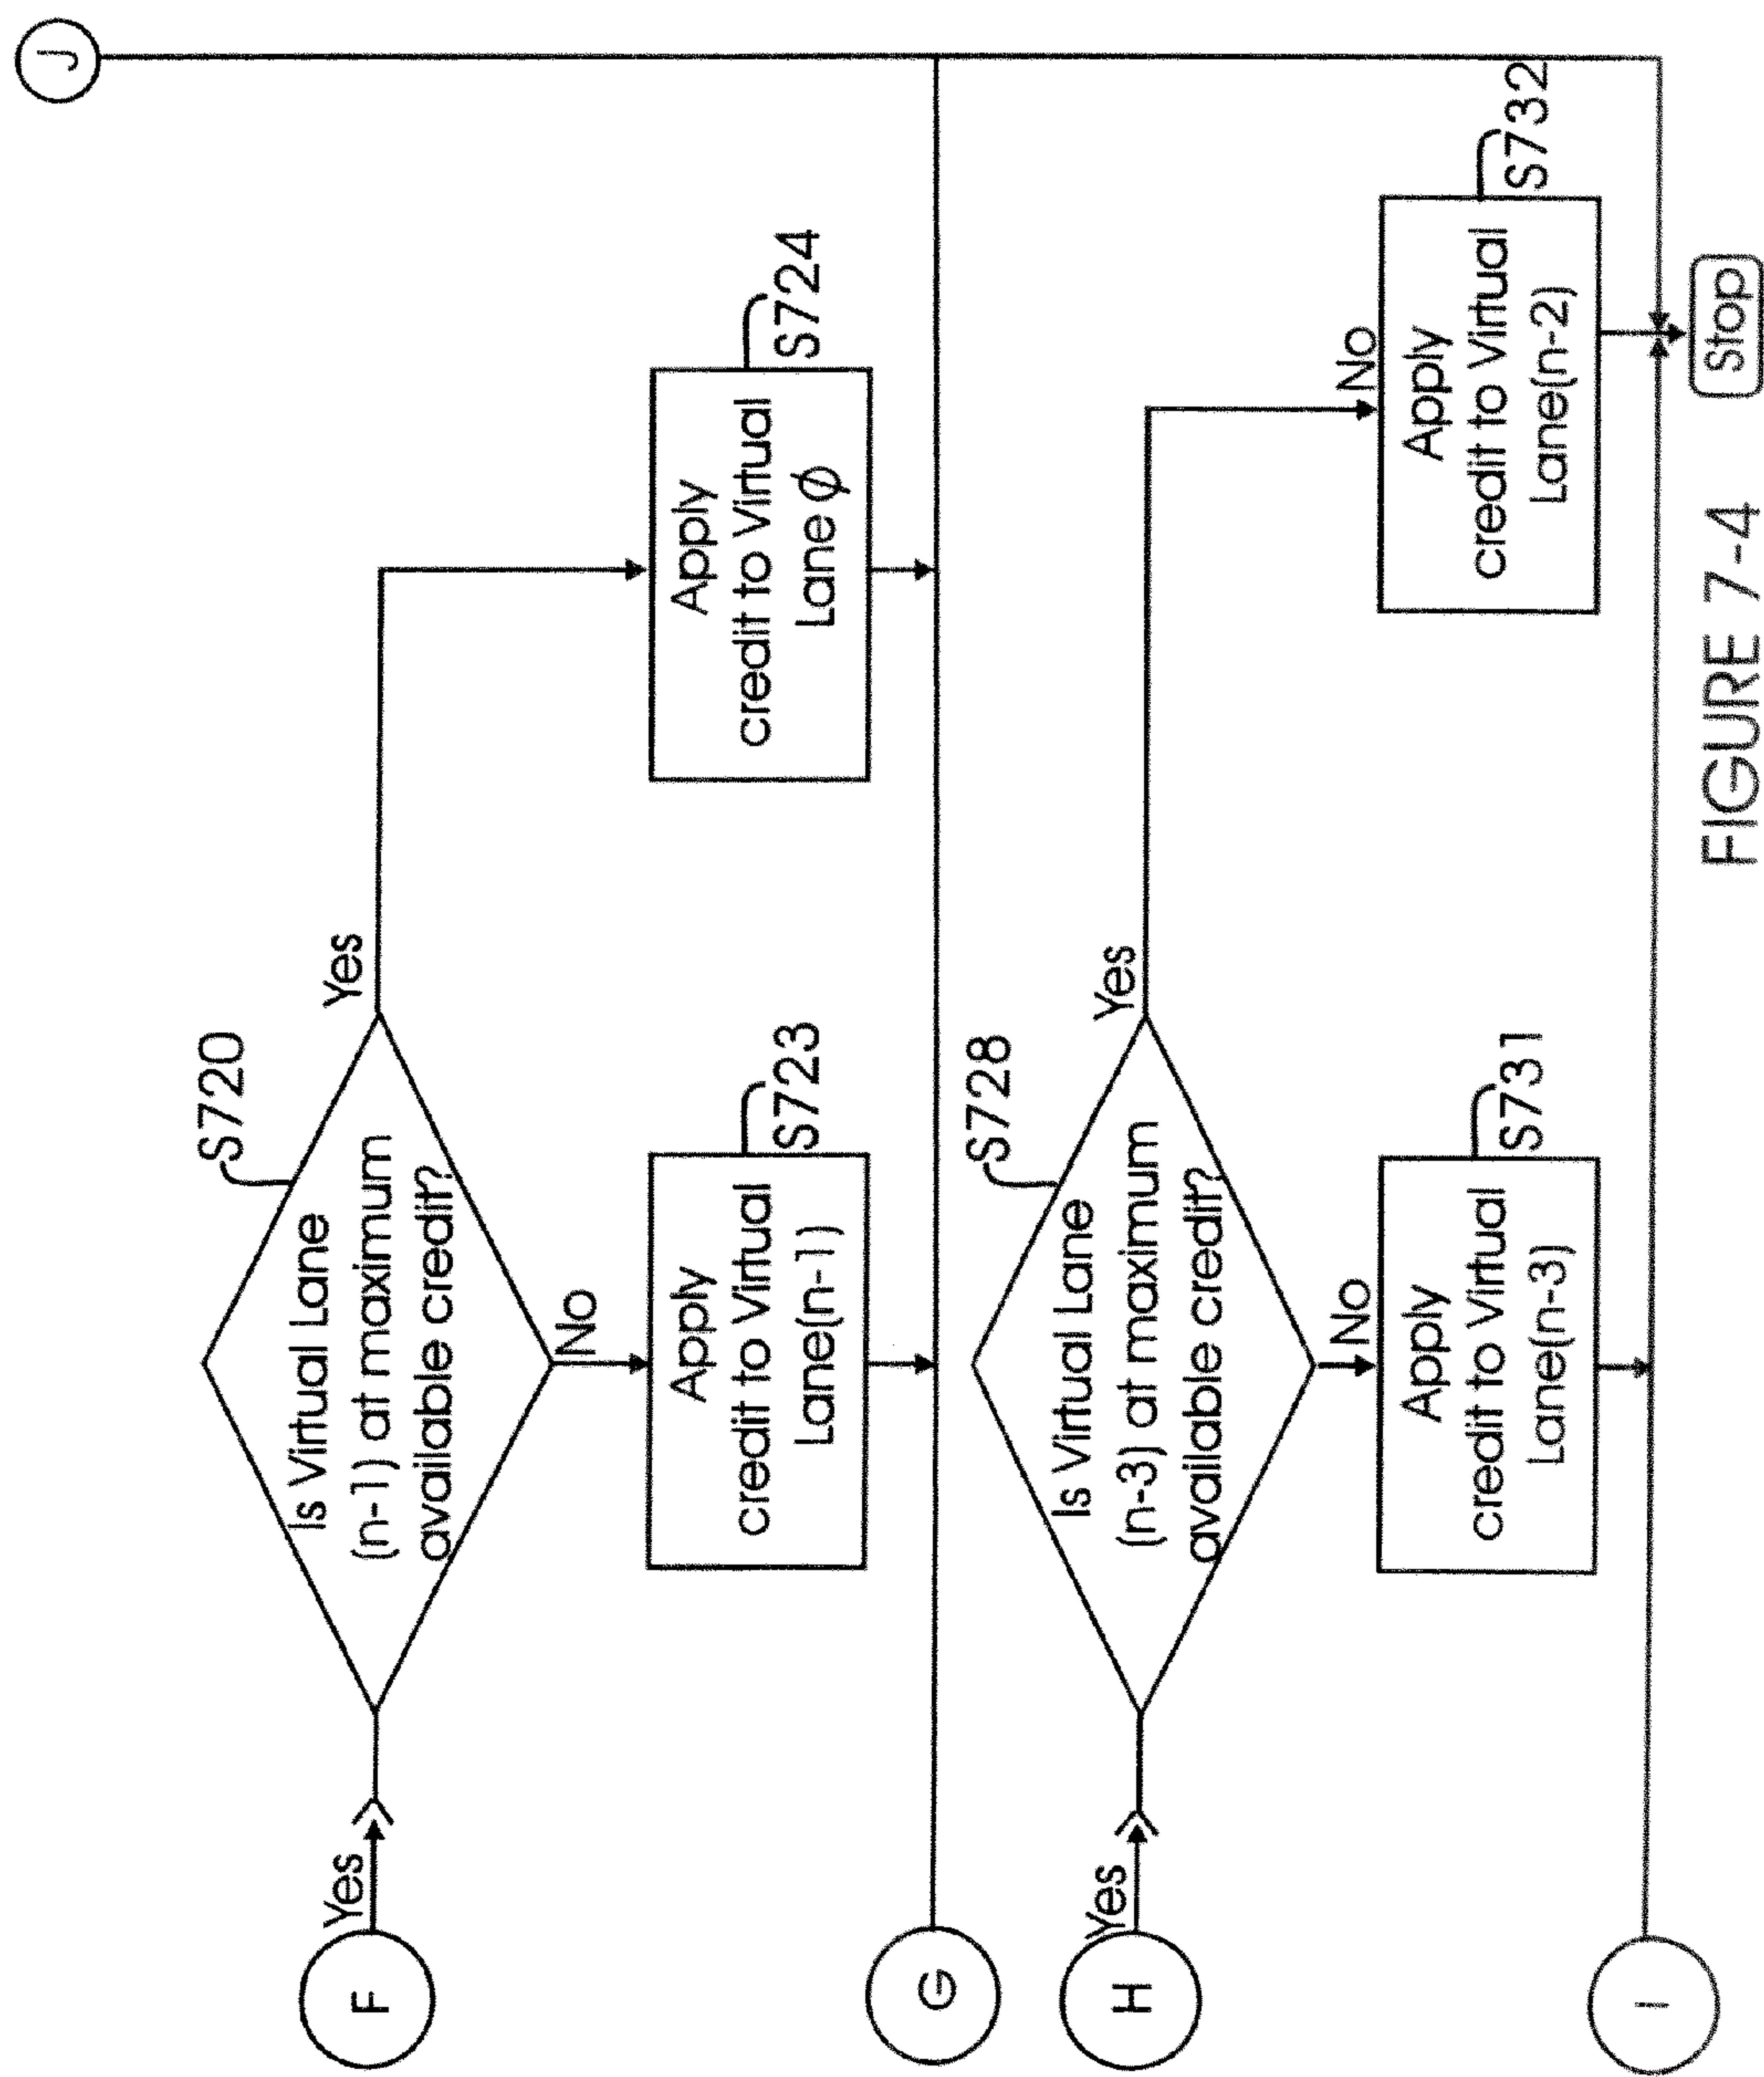 J
S720
Is Virtual Lane
(n-1) at maximum
available credit?
F
Yes
Yes
No
Apply
credit to Virtual
Lane(n-1)
S723
Apply
credit to Virtual
Lane ϕ
S724
G
S728
Is Virtual Lane
(n-3) at maximum
available credit?
H
Yes
Yes
No
No
Apply
credit to Virtual
Lane(n-3)
S731
Apply
credit to Virtual
Lane(n-2)
S732
I
Stop
FIGURE 7-4